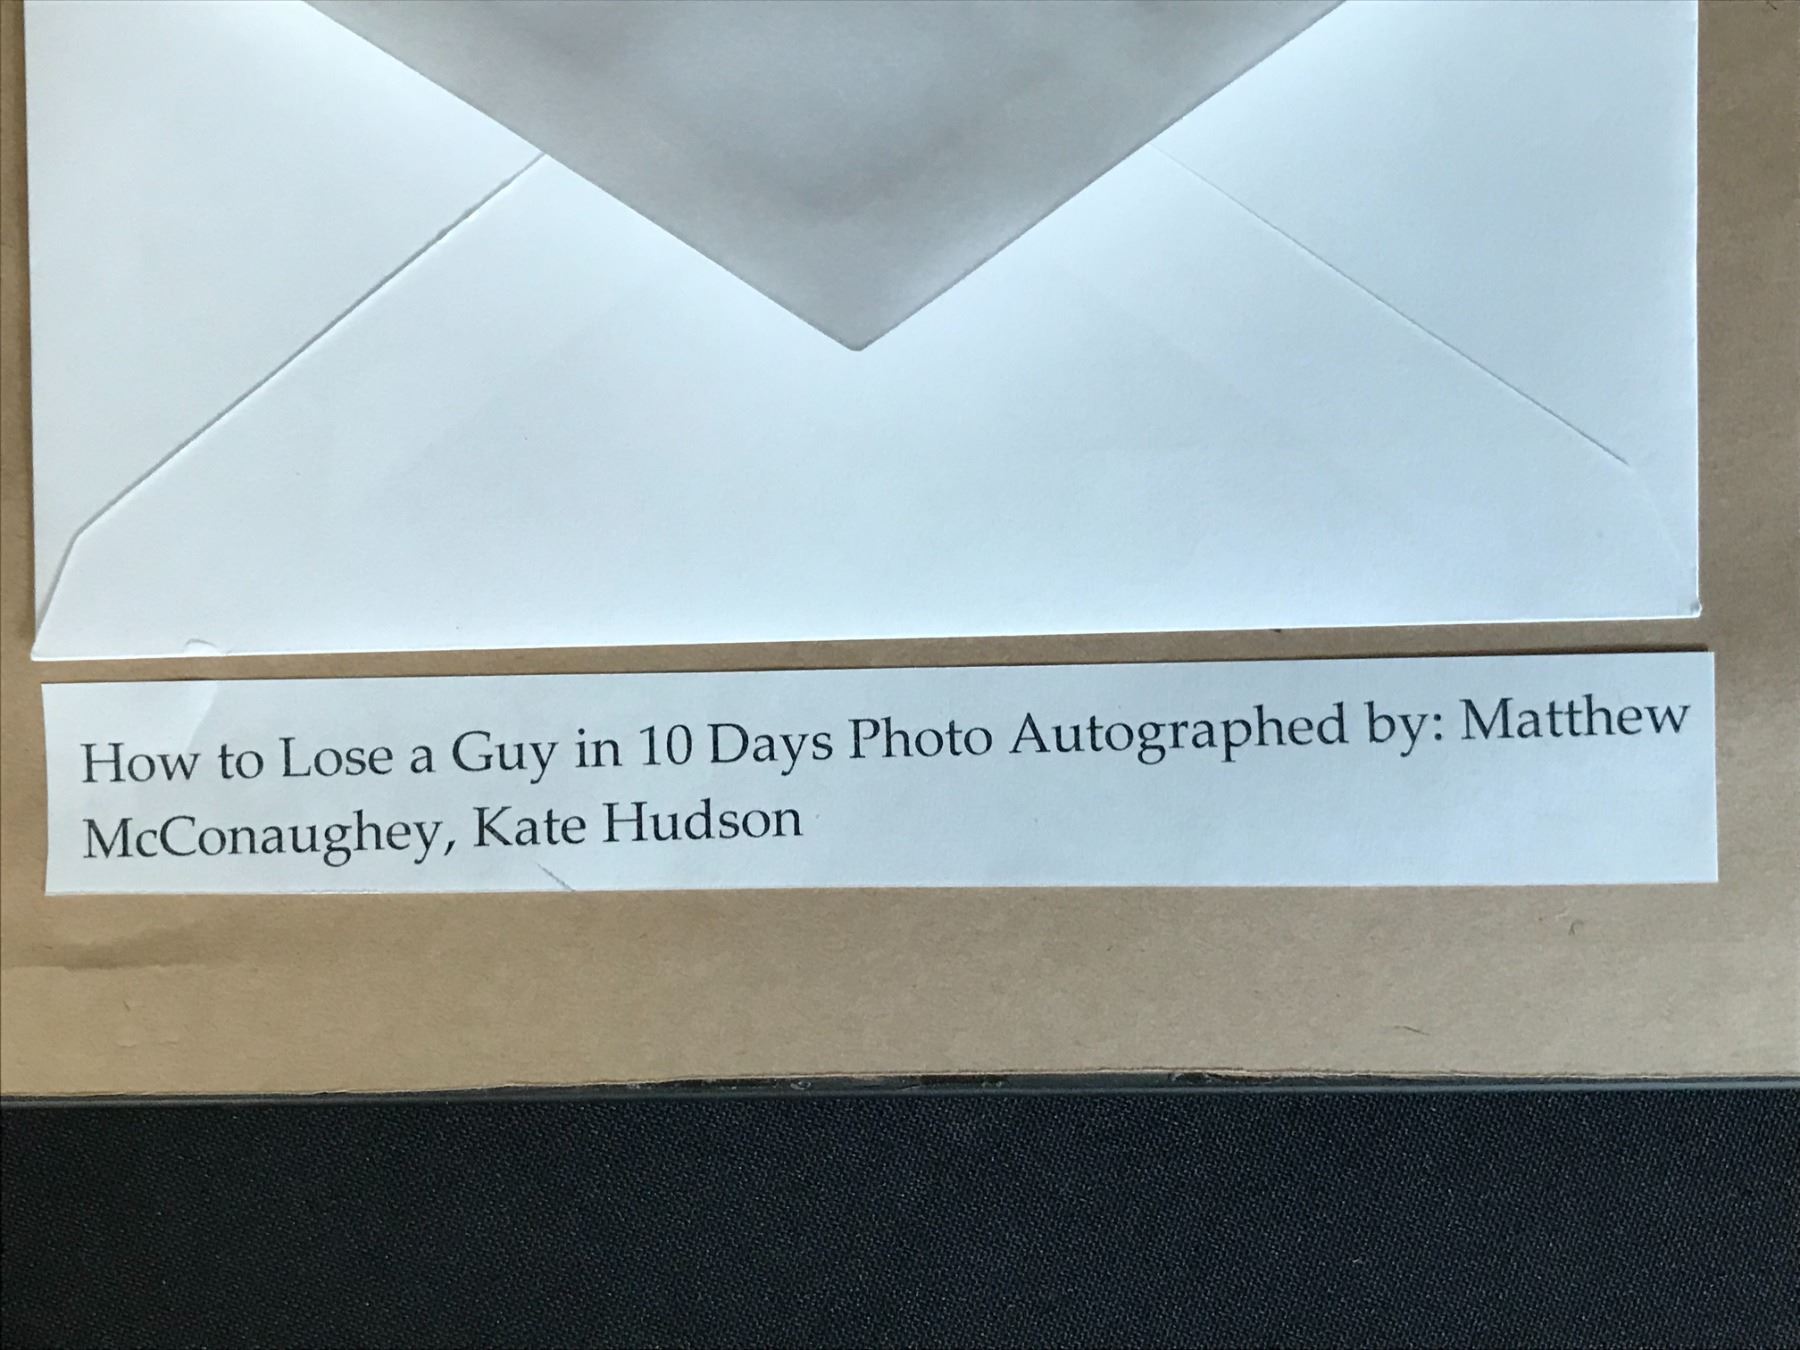 How to Lose a Guy in 10 Days Photo Autographed by: Matthew
McConaughey, Kate Hudson